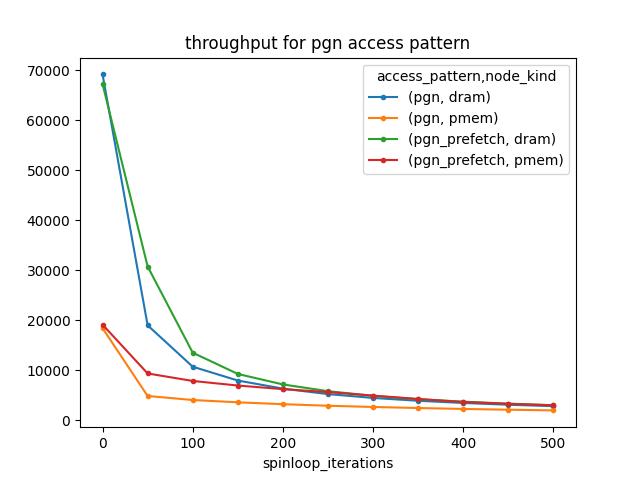 throughput for pgn access pattern
access_pattern,node_kind
(pgn, dram)
(pgn, pmem)
(pgn_prefetch, dram)
(pgn_prefetch, pmem)
70000
60000
50000
40000
30000
20000
10000
0
0 100 200 300 400 500
spinloop_iterations